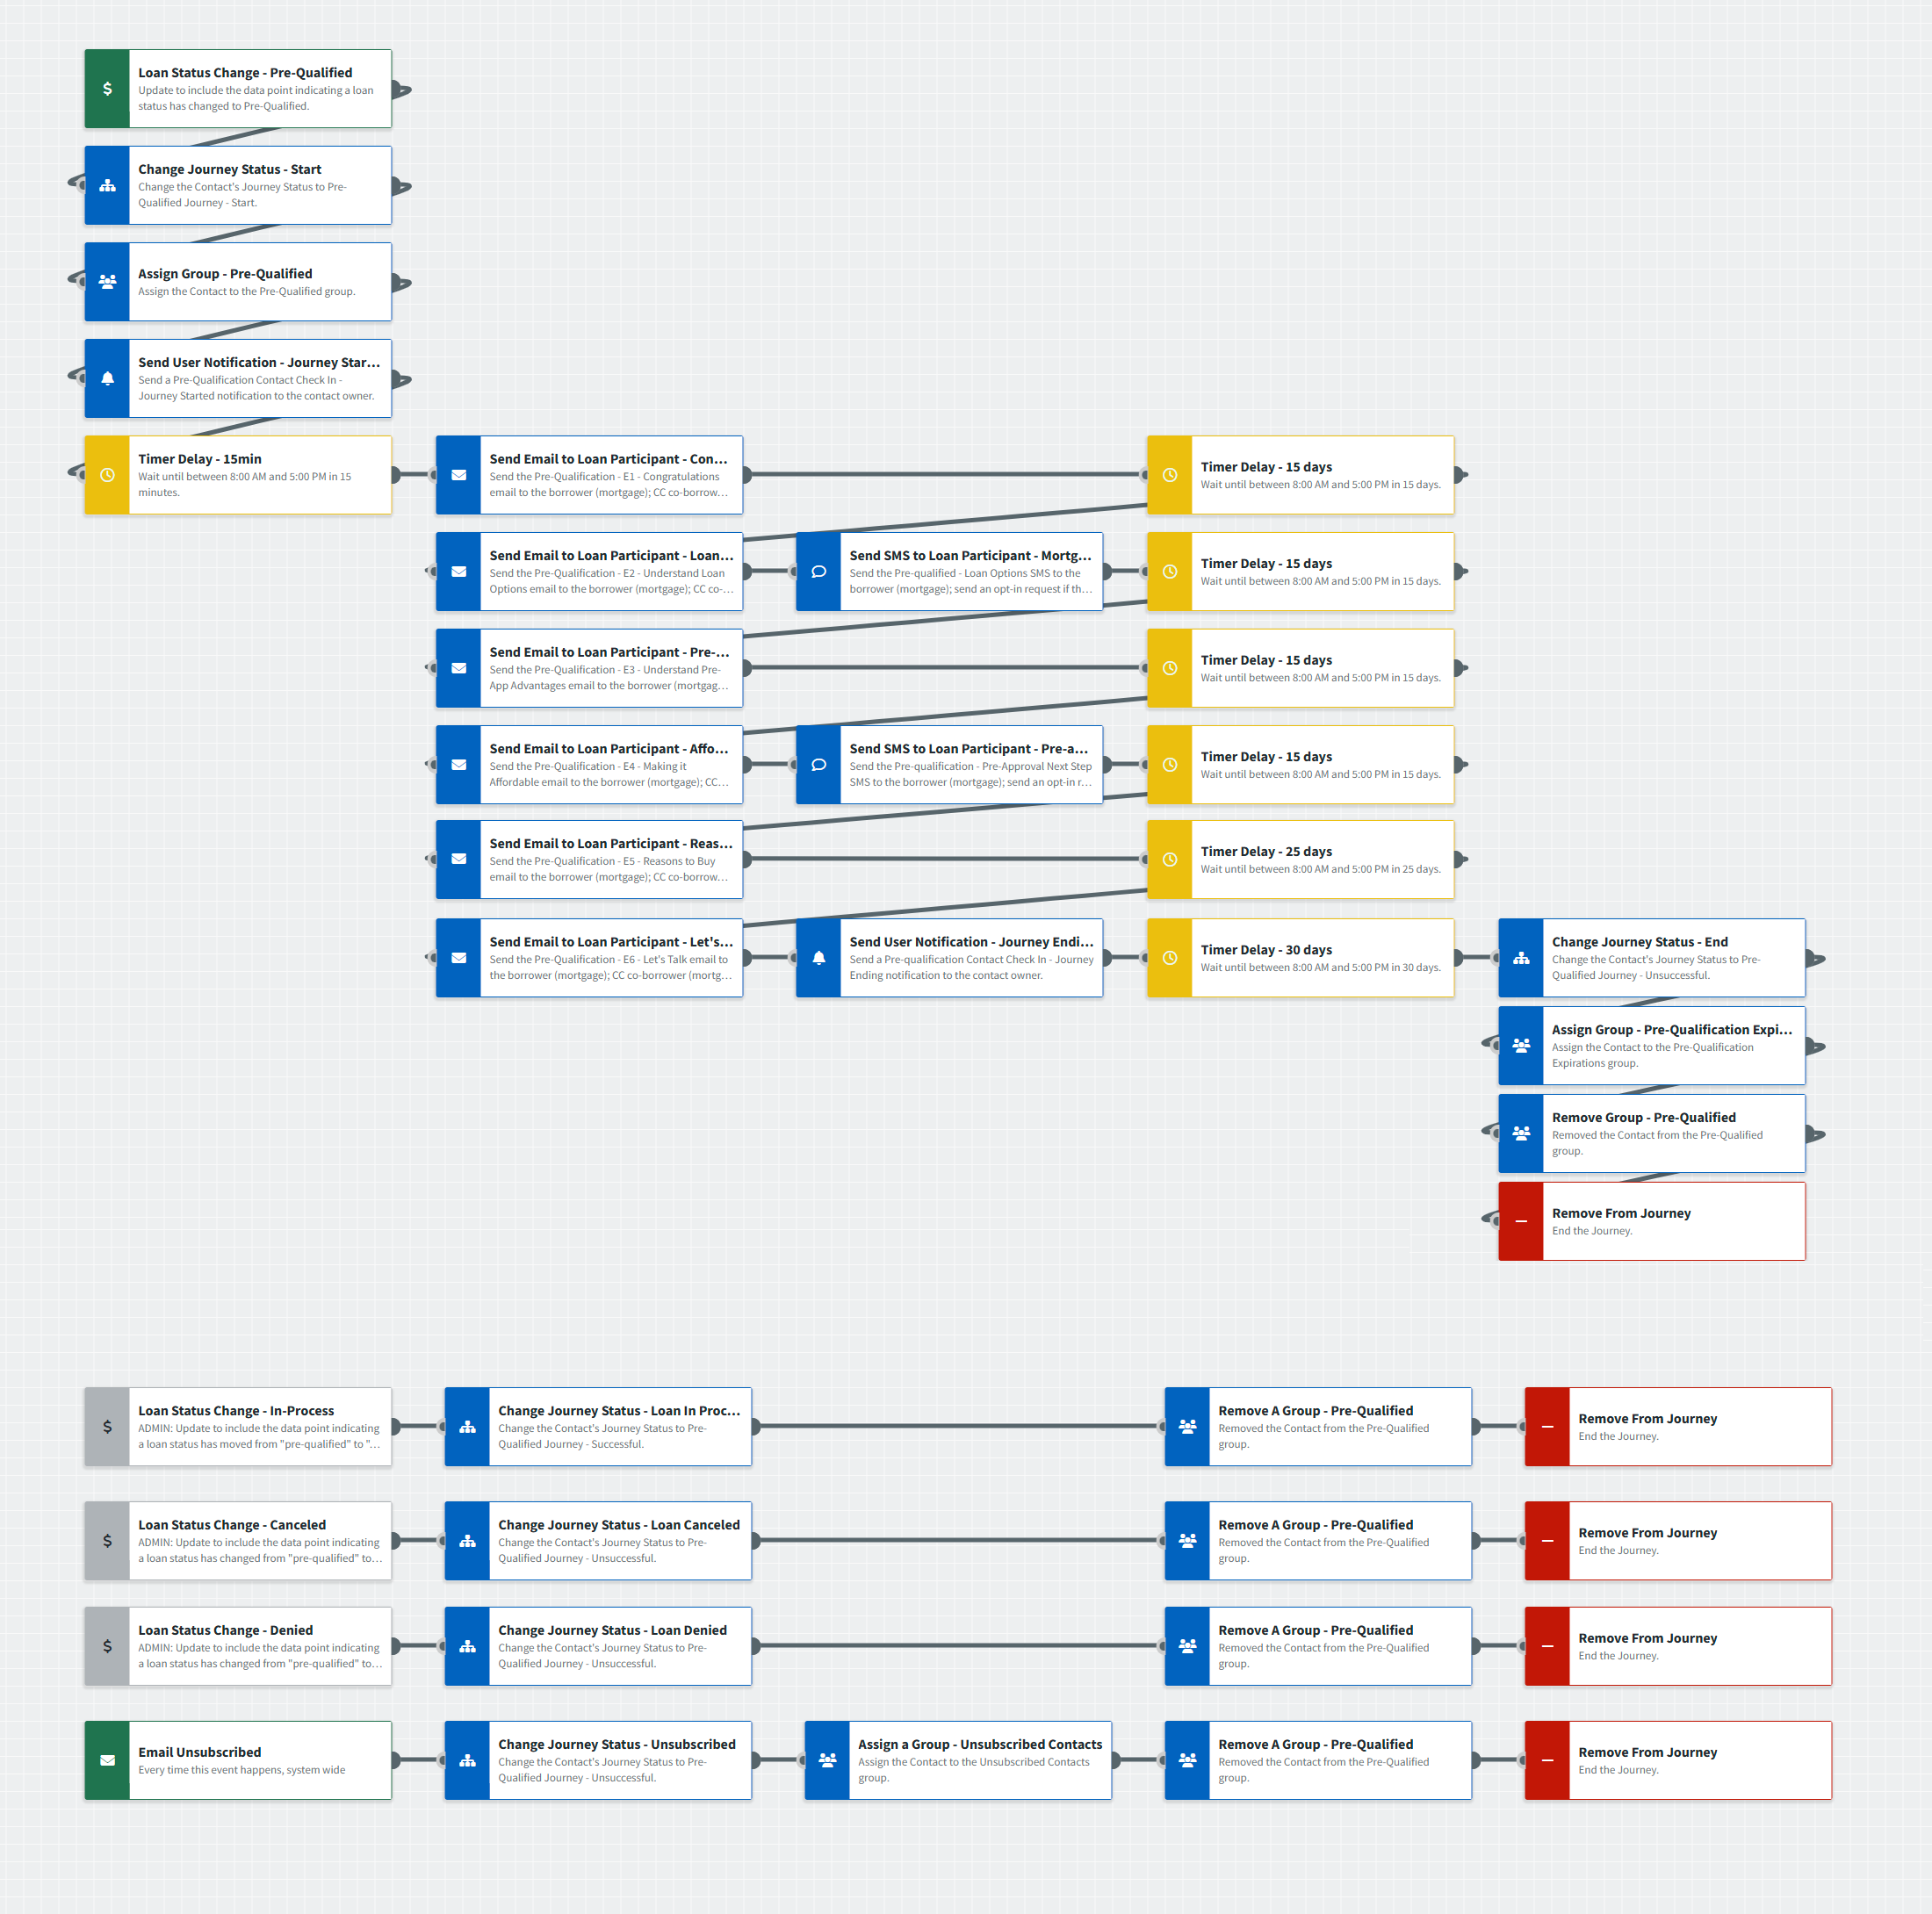 Loan Status Change - Pre-Qualified
Update to include the data point indicating a loan
status has changed to Pre-Qualified.
Change Journey Status - Start
Change the Contact's Journey Status to Pre-
Qualified Journey - Start.
Assign Group - Pre-Qualified
Assign the Contact to the Pre-Qualified group.
Send User Notification - Journey Star...
Send a Pre-Qualification Contact Check In -
Journey Started notification to the contact owner.
Timer Delay - 15min
Wait until between 8:00 AM and 5:00 PM in 15
minutes.
Send Email to Loan Participant - Con...
Send the Pre-Qualification - E1 - Congratulations
email to the borrower (mortgage); CC co-borrow...
Timer Delay - 15 days
Wait until between 8:00 AM and 5:00 PM in 15 days.
Send Email to Loan Participant - Loan...
Send the Pre-Qualification - E2 - Understand Loan
Options email to the borrower (mortgage); CC co-...
Send SMS to Loan Participant - Mortg...
Send the Pre-qualified - Loan Options SMS to the
borrower (mortgage); send an opt-in request if th...
Timer Delay - 15 days
Wait until between 8:00 AM and 5:00 PM in 15 days.
Send Email to Loan Participant - Pre-...
Send the Pre-Qualification - E3 - Understand Pre-
App Advantages email to the borrower (mortgag...
Timer Delay - 15 days
Wait until between 8:00 AM and 5:00 PM in 15 days.
Send Email to Loan Participant - Affo...
Send the Pre-Qualification - E4 - Making it
Affordable email to the borrower (mortgage); CC...
Send SMS to Loan Participant - Pre-a...
Send the Pre-qualification - Pre-Approval Next Step
SMS to the borrower (mortgage); send an opt-in r...
Timer Delay - 15 days
Wait until between 8:00 AM and 5:00 PM in 15 days.
Send Email to Loan Participant - Reas...
Send the Pre-Qualification - E5 - Reasons to Buy
email to the borrower (mortgage); CC co-borrow...
Timer Delay - 25 days
Wait until between 8:00 AM and 5:00 PM in 25 days.
Send Email to Loan Participant - Let's...
Send the Pre-Qualification - E6 - Let's Talk email to
the borrower (mortgage); CC co-borrower (mortg...
Send User Notification - Journey Endi...
Send a Pre-qualification Contact Check In - Journey
Ending notification to the contact owner.
Timer Delay - 30 days
Wait until between 8:00 AM and 5:00 PM in 30 days.
Change Journey Status - End
Change the Contact's Journey Status to Pre-
Qualified Journey - Unsuccessful.
Assign Group - Pre-Qualification Expi...
Assign the Contact to the Pre-Qualification
Expirations group.
Remove Group - Pre-Qualified
Removed the Contact from the Pre-Qualified
group.
Remove From Journey
End the Journey.
Loan Status Change - In-Process
ADMIN: Update to include the data point indicating
a loan status has moved from "pre-qualified" to "...
Change Journey Status - Loan In Proc...
Change the Contact's Journey Status to Pre-
Qualified Journey - Successful.
Remove A Group - Pre-Qualified
Removed the Contact from the Pre-Qualified
group.
Remove From Journey
End the Journey.
Loan Status Change - Canceled
ADMIN: Update to include the data point indicating
a loan status has changed from "pre-qualified" to...
Change Journey Status - Loan Canceled
Change the Contact's Journey Status to Pre-
Qualified Journey - Unsuccessful.
Remove A Group - Pre-Qualified
Removed the Contact from the Pre-Qualified
group.
Remove From Journey
End the Journey.
Loan Status Change - Denied
ADMIN: Update to include the data point indicating
a loan status has changed from "pre-qualified" to...
Change Journey Status - Loan Denied
Change the Contact's Journey Status to Pre-
Qualified Journey - Unsuccessful.
Remove A Group - Pre-Qualified
Removed the Contact from the Pre-Qualified
group.
Remove From Journey
End the Journey.
Email Unsubscribed
Every time this event happens, system wide
Change Journey Status - Unsubscribed
Change the Contact's Journey Status to Pre-
Qualified Journey - Unsuccessful.
Assign a Group - Unsubscribed Contacts
Assign the Contact to the Unsubscribed Contacts
group.
Remove A Group - Pre-Qualified
Removed the Contact from the Pre-Qualified
group.
Remove From Journey
End the Journey.